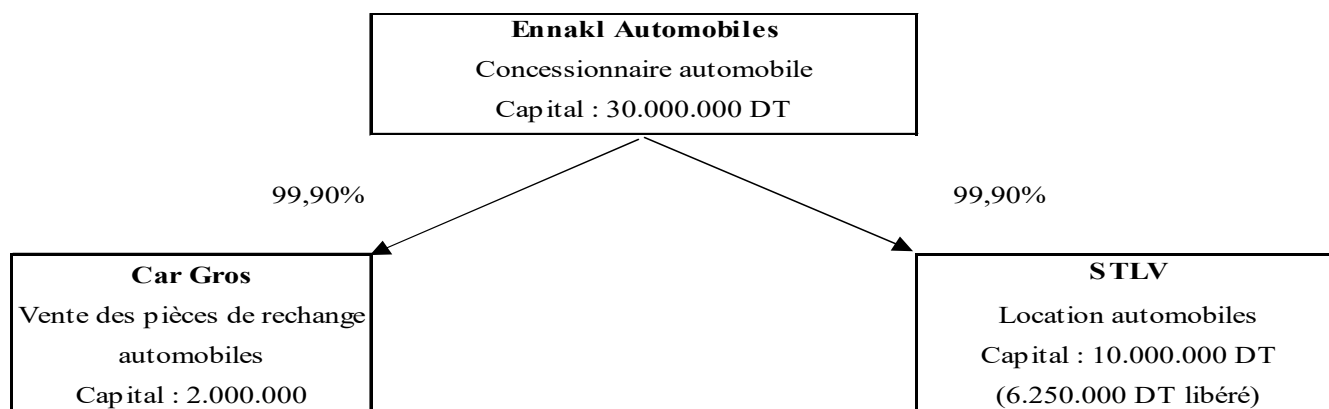 Ennakl Automobiles
Concessionnaire automobile
Capital : 30.000.000 DT
99,90%
99,90%
Car Gros
Vente des pièces de rechange
automobiles
Capital : 2.000.000
STLV
Location automobiles
Capital : 10.000.000 DT
(6.250.000 DT libéré)